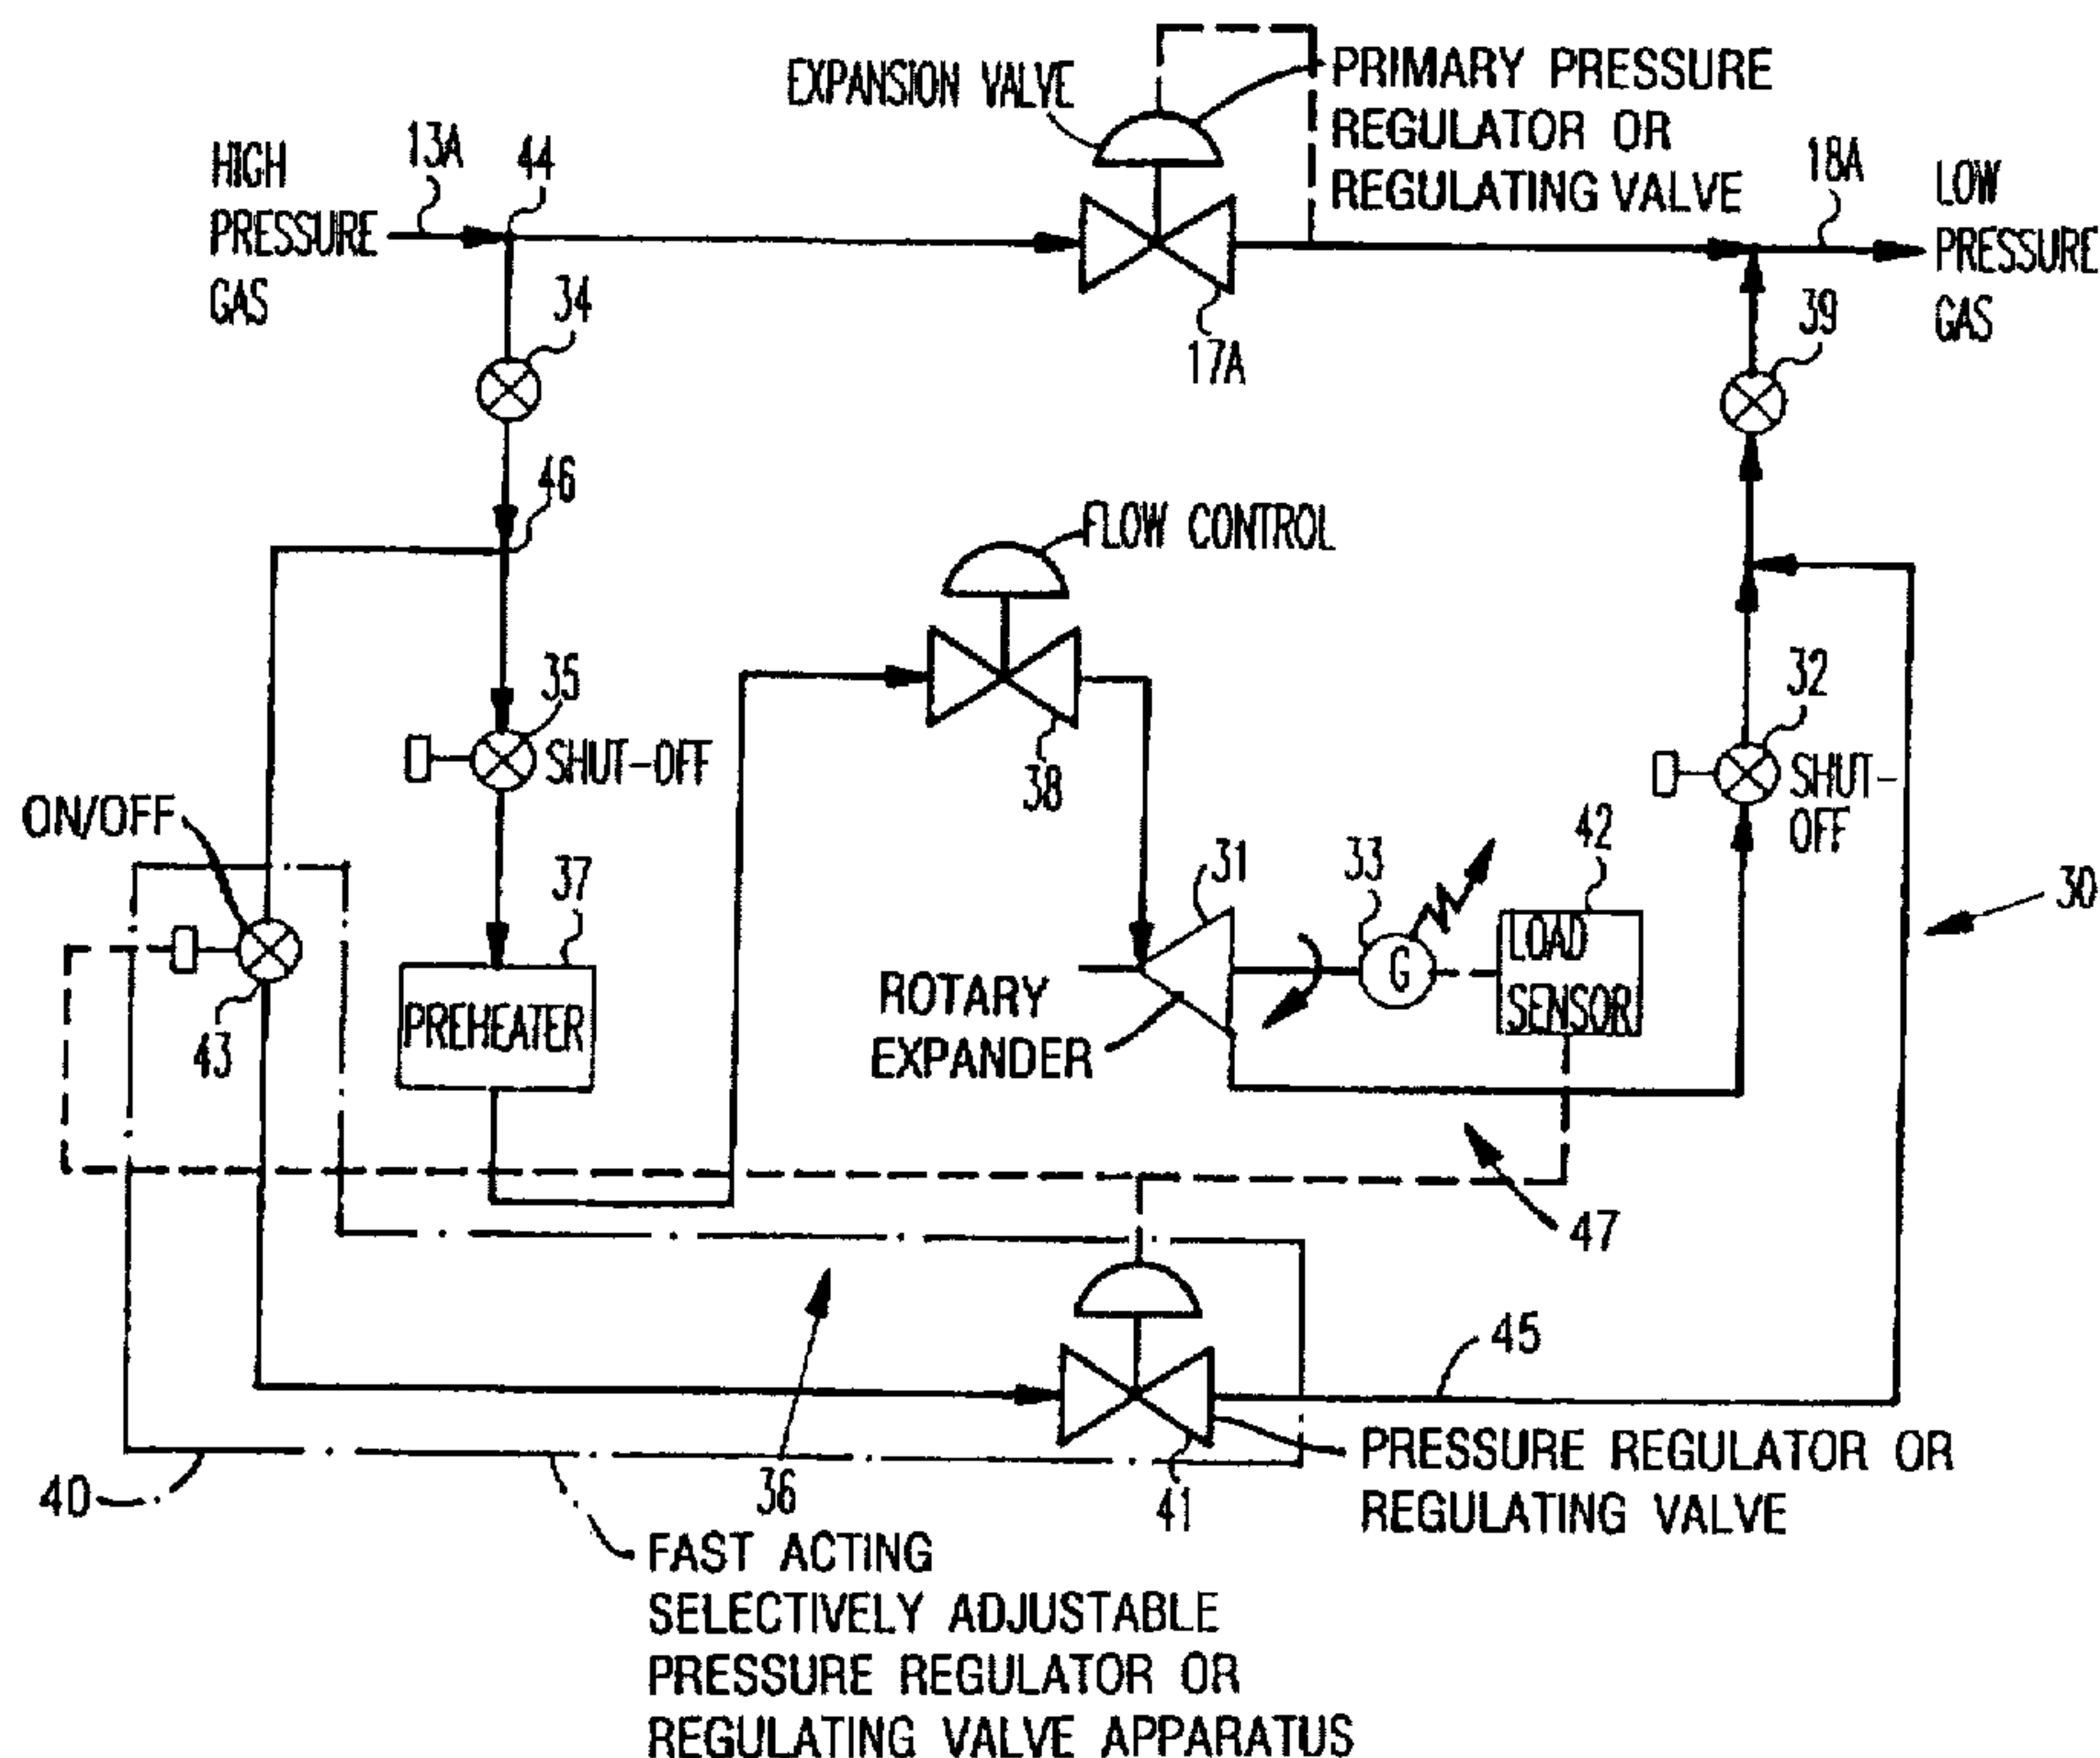 EXPANSION VALVE
PRIMARY PRESSURE
REGULATOR OR
REGULATING VALVE
HIGH
PRESSURE
GAS
13A
44
18A
LOW
PRESSURE
GAS
34
17A
39
46
FLOW CONTROL
35
SHUT-OFF
38
32
SHUT-
OFF
ON/OFF
37
31
33
42
30
LOAD
SENSOR
G
ROTARY
EXPANDER
PREHEATER
43
47
45
PRESSURE REGULATOR OR
REGULATING VALVE
40
36
41
FAST ACTING
SELECTIVELY ADJUSTABLE
PRESSURE REGULATOR OR
REGULATING VALVE APPARATUS